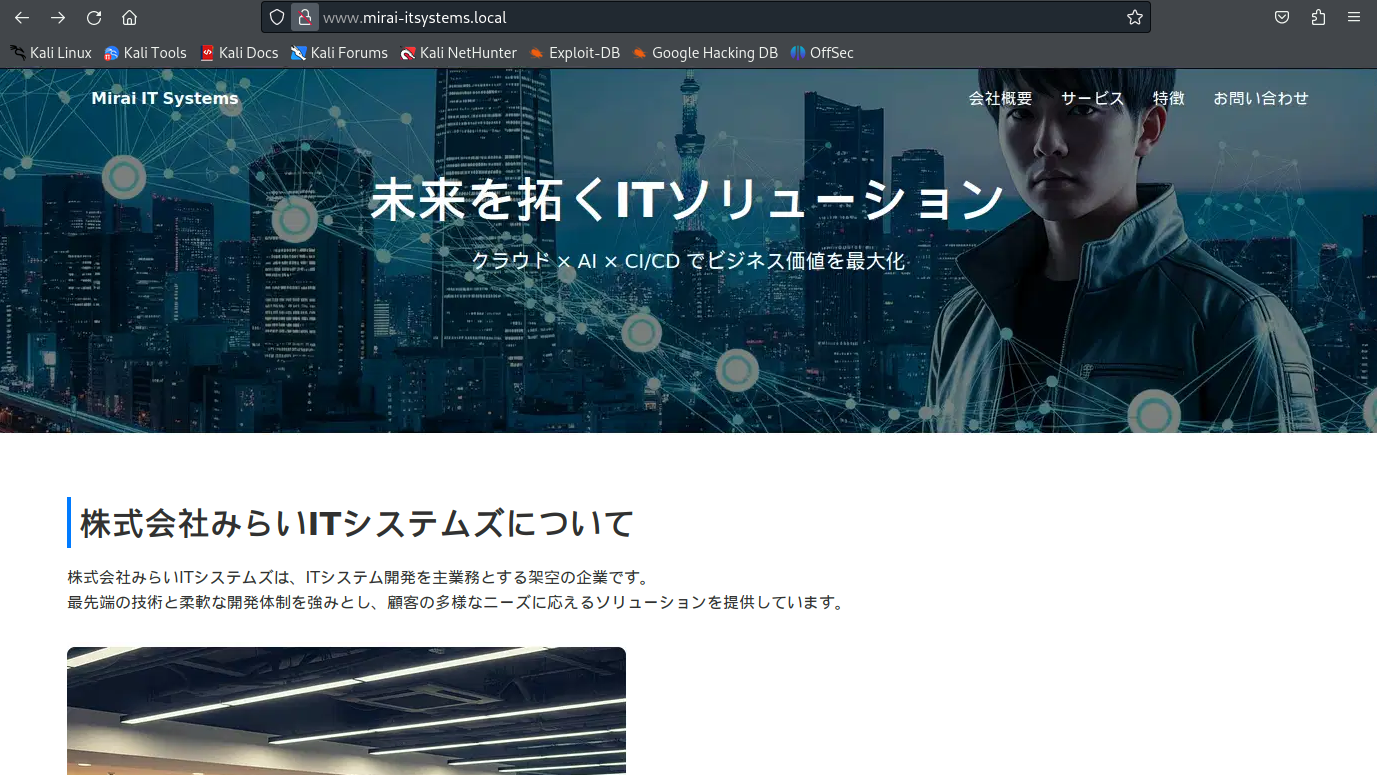 www.mirai-itsystems.local
Kali Linux Kali Tools Kali Docs Kali Forums Kali NetHunter Exploit-DB Google Hacking DB OffSec
Mirai IT Systems 会社概要 サービス 特徴 お問い合わせ
未来を拓くITソリューション
クラウド × AI × CI/CD でビジネス価値を最大化
株式会社みらいITシステムズについて
株式会社みらいITシステムズは、ITシステム開発を主業務とする架空の企業です。
最先端の技術と柔軟な開発体制を強みとし、顧客の多様なニーズに応えるソリューションを提供しています。